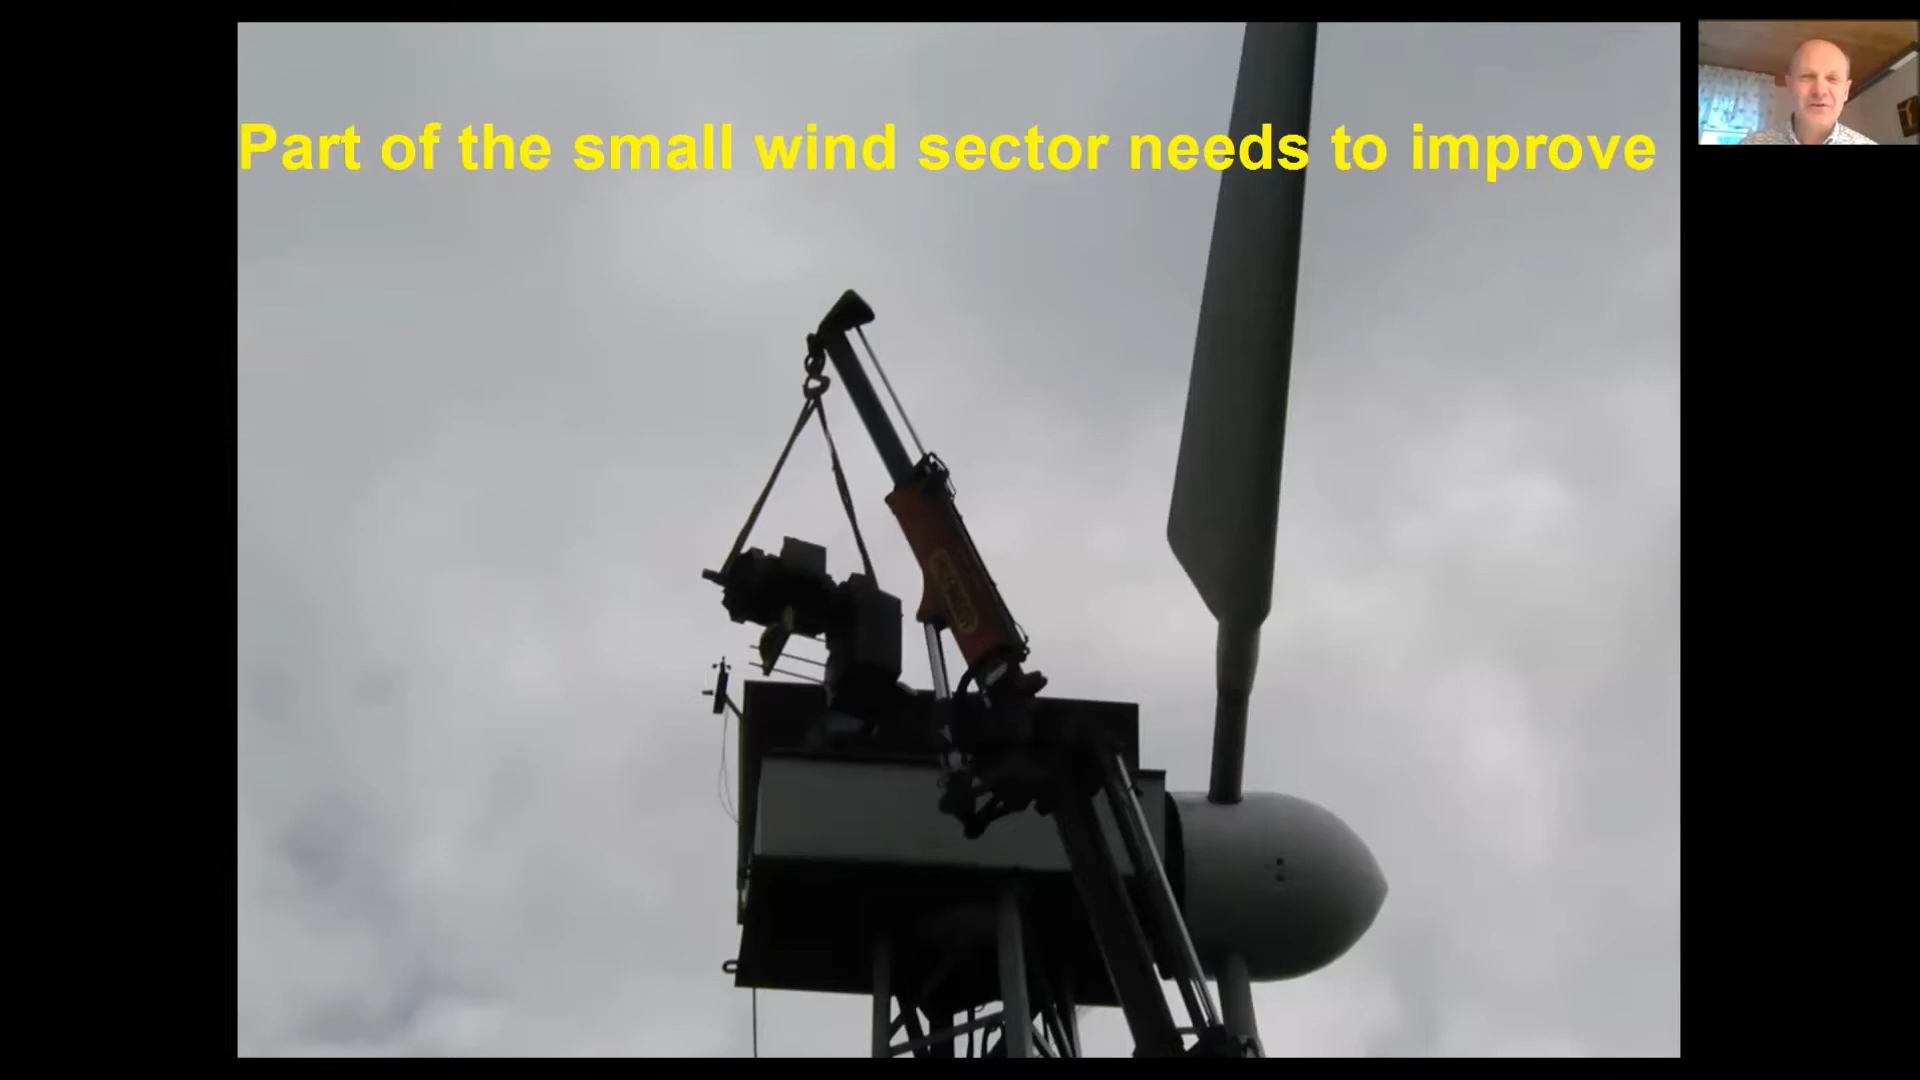 Part of the small wind sector needs to improve